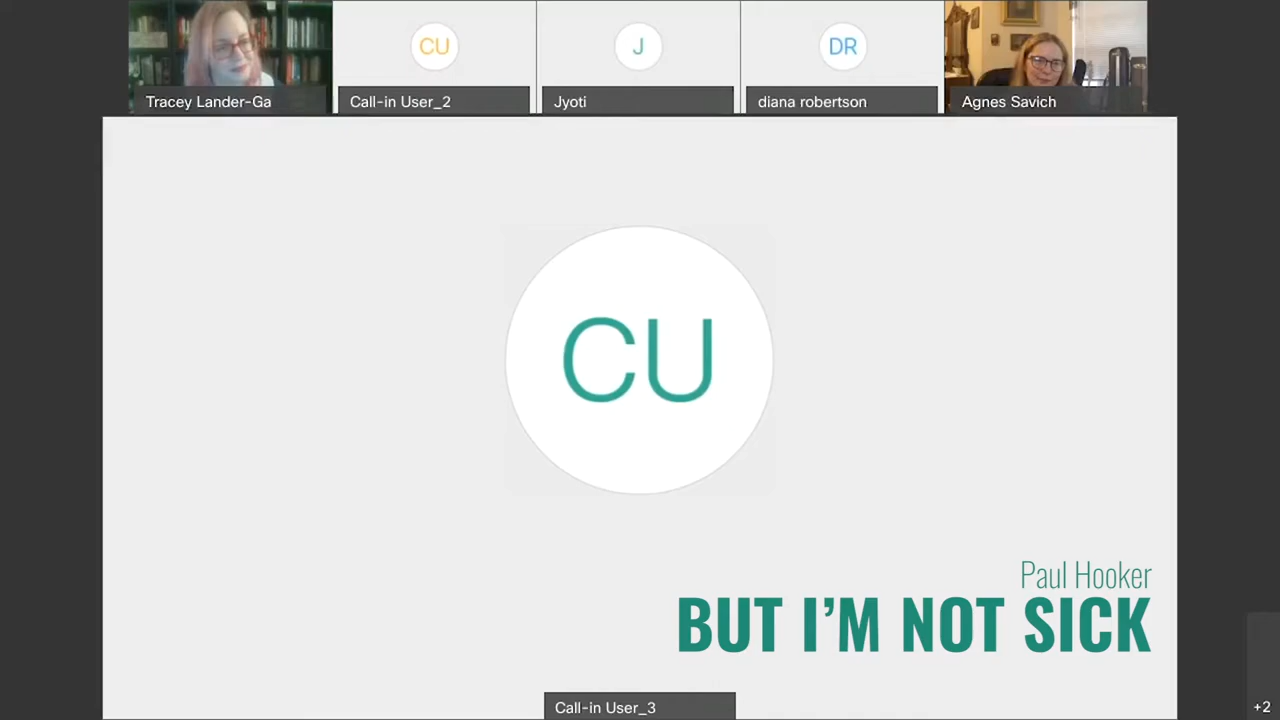 CU
J
DR
Tracey Lander-Ga
Call-in User_2
Jyoti
diana robertson
Agnes Savich
CU
Paul Hooker
BUT I'M NOT SICK
Call-in User_3
+2